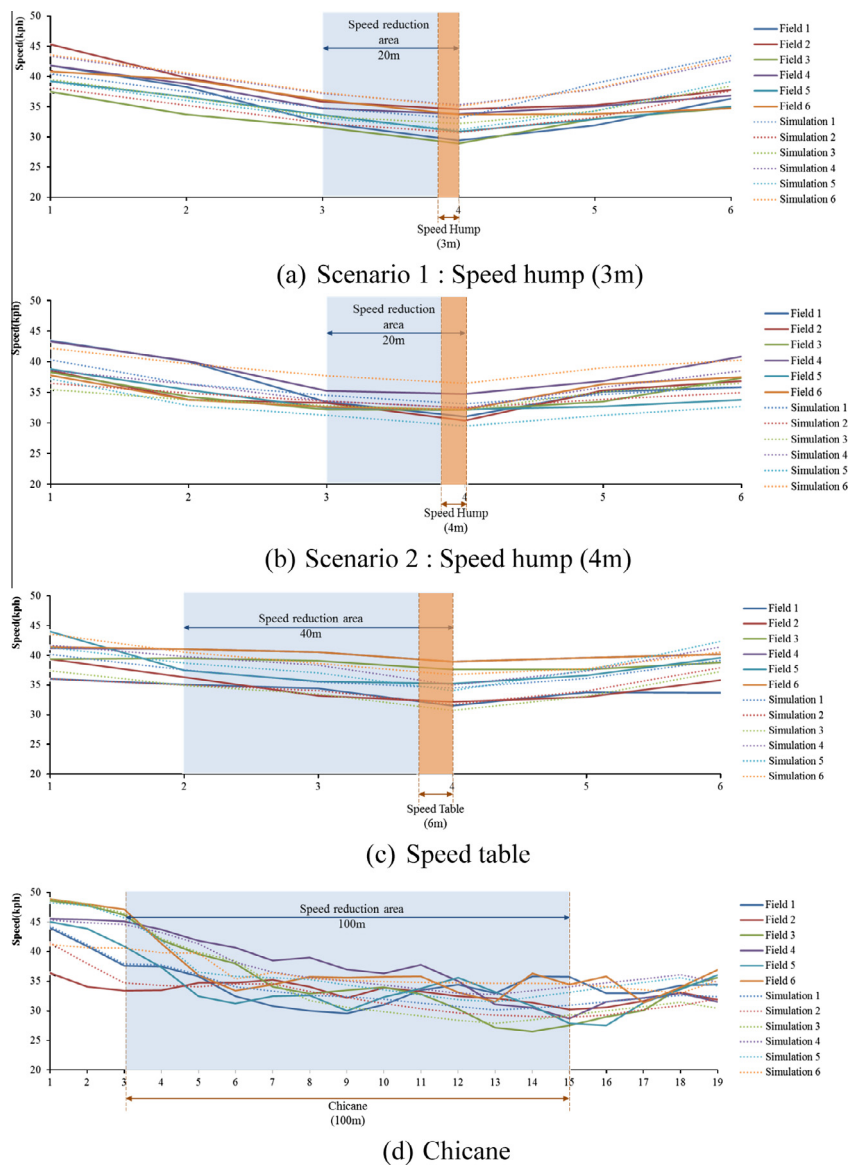 Speed(kph)
50
45
40
35
30
25
20
Speed reduction
area
20m
1 2 3 4 5 6
Speed Hump
(3m)
Field 1
Field 2
Field 3
Field 4
Field 5
Field 6
Simulation 1
Simulation 2
Simulation 3
Simulation 4
Simulation 5
Simulation 6
(a) Scenario 1 : Speed hump (3m)
Speed(kph)
50
45
40
35
30
25
20
Speed reduction
area
20m
1 2 3 4 5 6
Speed Hump
(4m)
Field 1
Field 2
Field 3
Field 4
Field 5
Field 6
Simulation 1
Simulation 2
Simulation 3
Simulation 4
Simulation 5
Simulation 6
(b) Scenario 2 : Speed hump (4m)
Speed(kph)
50
45
40
35
30
25
20
Speed reduction area
40m
1 2 3 4 5 6
Speed Table
(6m)
Field 1
Field 2
Field 3
Field 4
Field 5
Field 6
Simulation 1
Simulation 2
Simulation 3
Simulation 4
Simulation 5
Simulation 6
(c) Speed table
Speed(kph)
50
45
40
35
30
25
20
Speed reduction area
100m
1 2 3 4 5 6 7 8 9 10 11 12 13 14 15 16 17 18 19
Chicane
(100m)
Field 1
Field 2
Field 3
Field 4
Field 5
Field 6
Simulation 1
Simulation 2
Simulation 3
Simulation 4
Simulation 5
Simulation 6
(d) Chicane